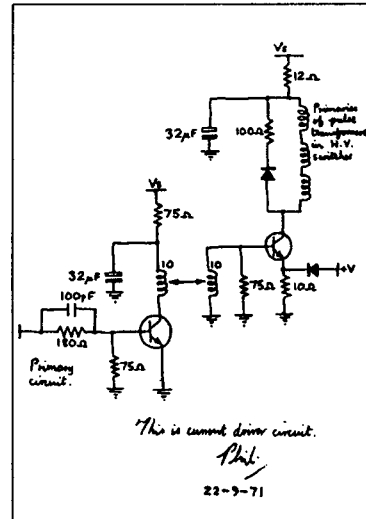 Vs
12Ω
32µF
100Ω
Primaries
of pulse
transformers
in H.V.
switches
Vs
75Ω
32µF
10
10
75Ω
10Ω
+V
100pF
180Ω
75Ω
Primary
circuit.
This is current driver circuit.
Phil.
22-9-71